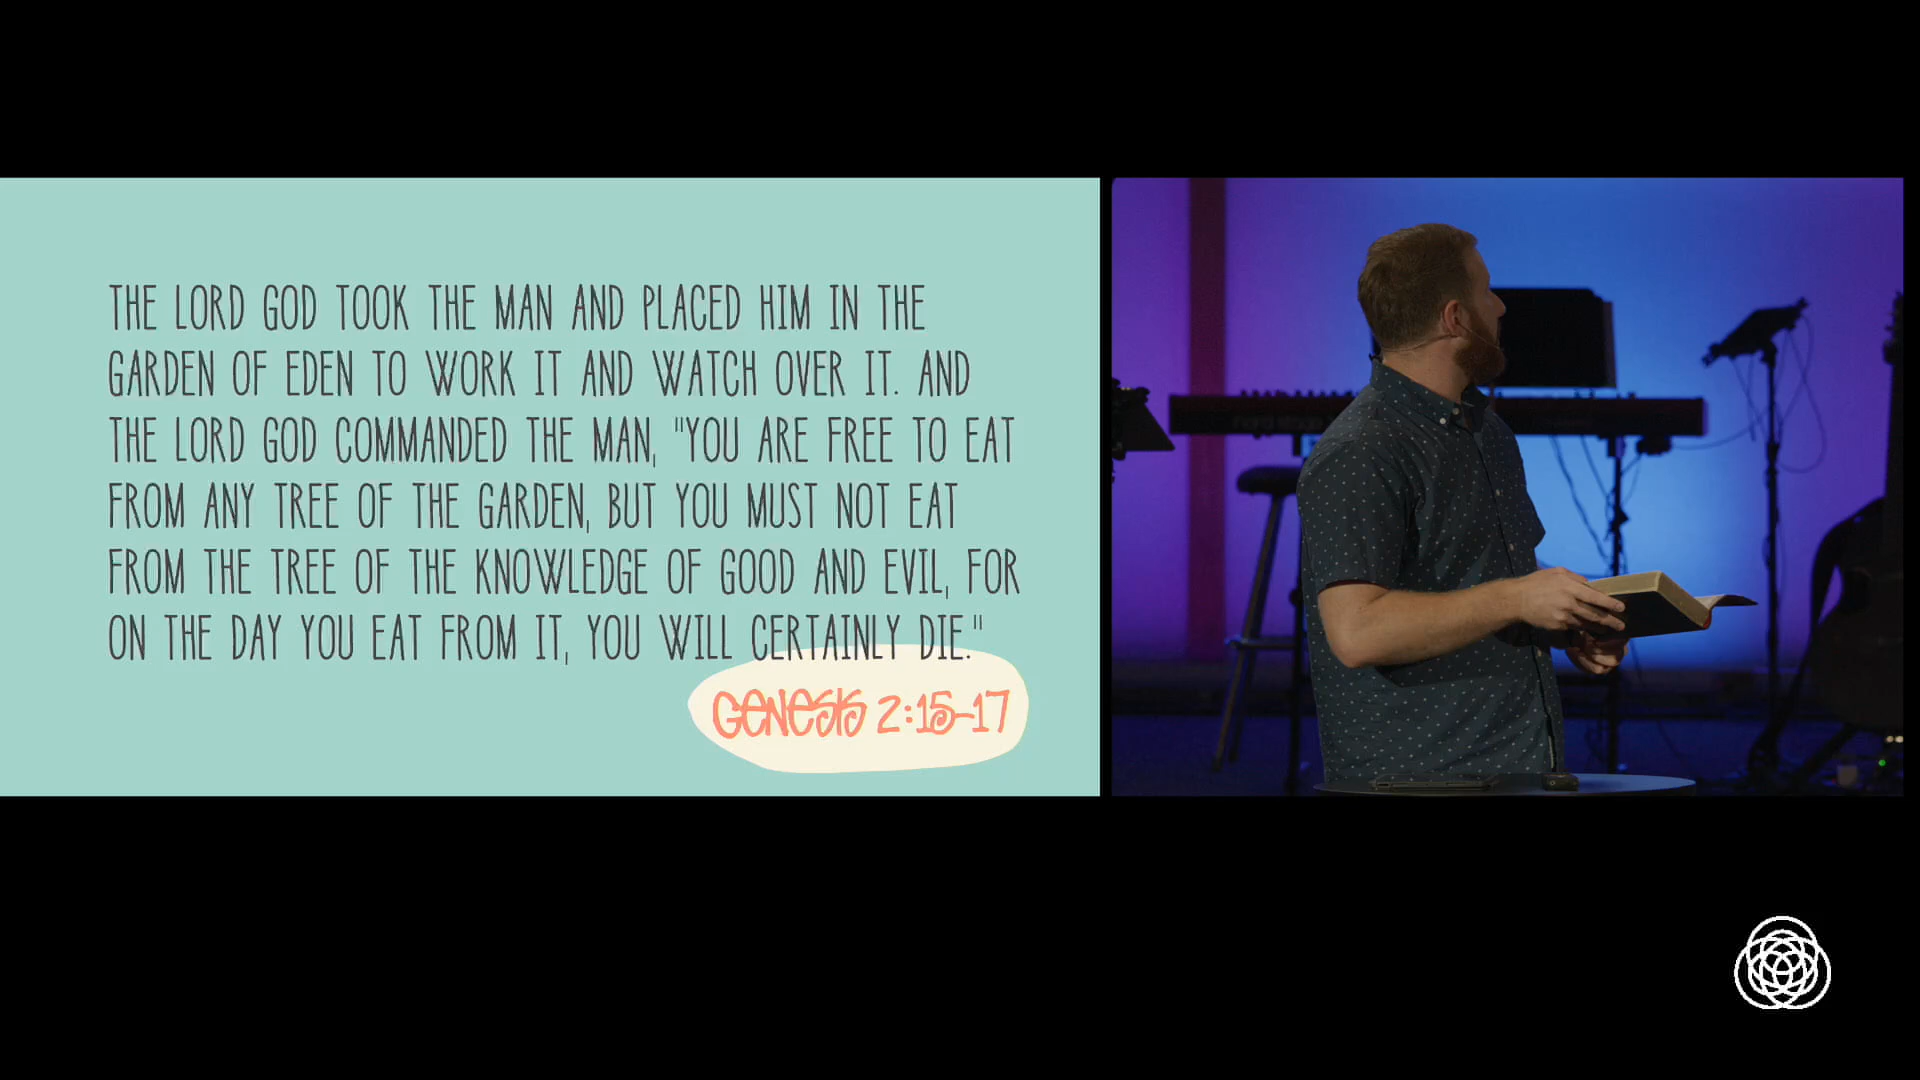 THE LORD GOD TOOK THE MAN AND PLACED HIM IN THE
GARDEN OF EDEN TO WORK IT AND WATCH OVER IT. AND
THE LORD GOD COMMANDED THE MAN, "YOU ARE FREE TO EAT
FROM ANY TREE OF THE GARDEN, BUT YOU MUST NOT EAT
FROM THE TREE OF THE KNOWLEDGE OF GOOD AND EVIL, FOR
ON THE DAY YOU EAT FROM IT, YOU WILL CERTAINLY DIE."
GENESIS 2:15-17